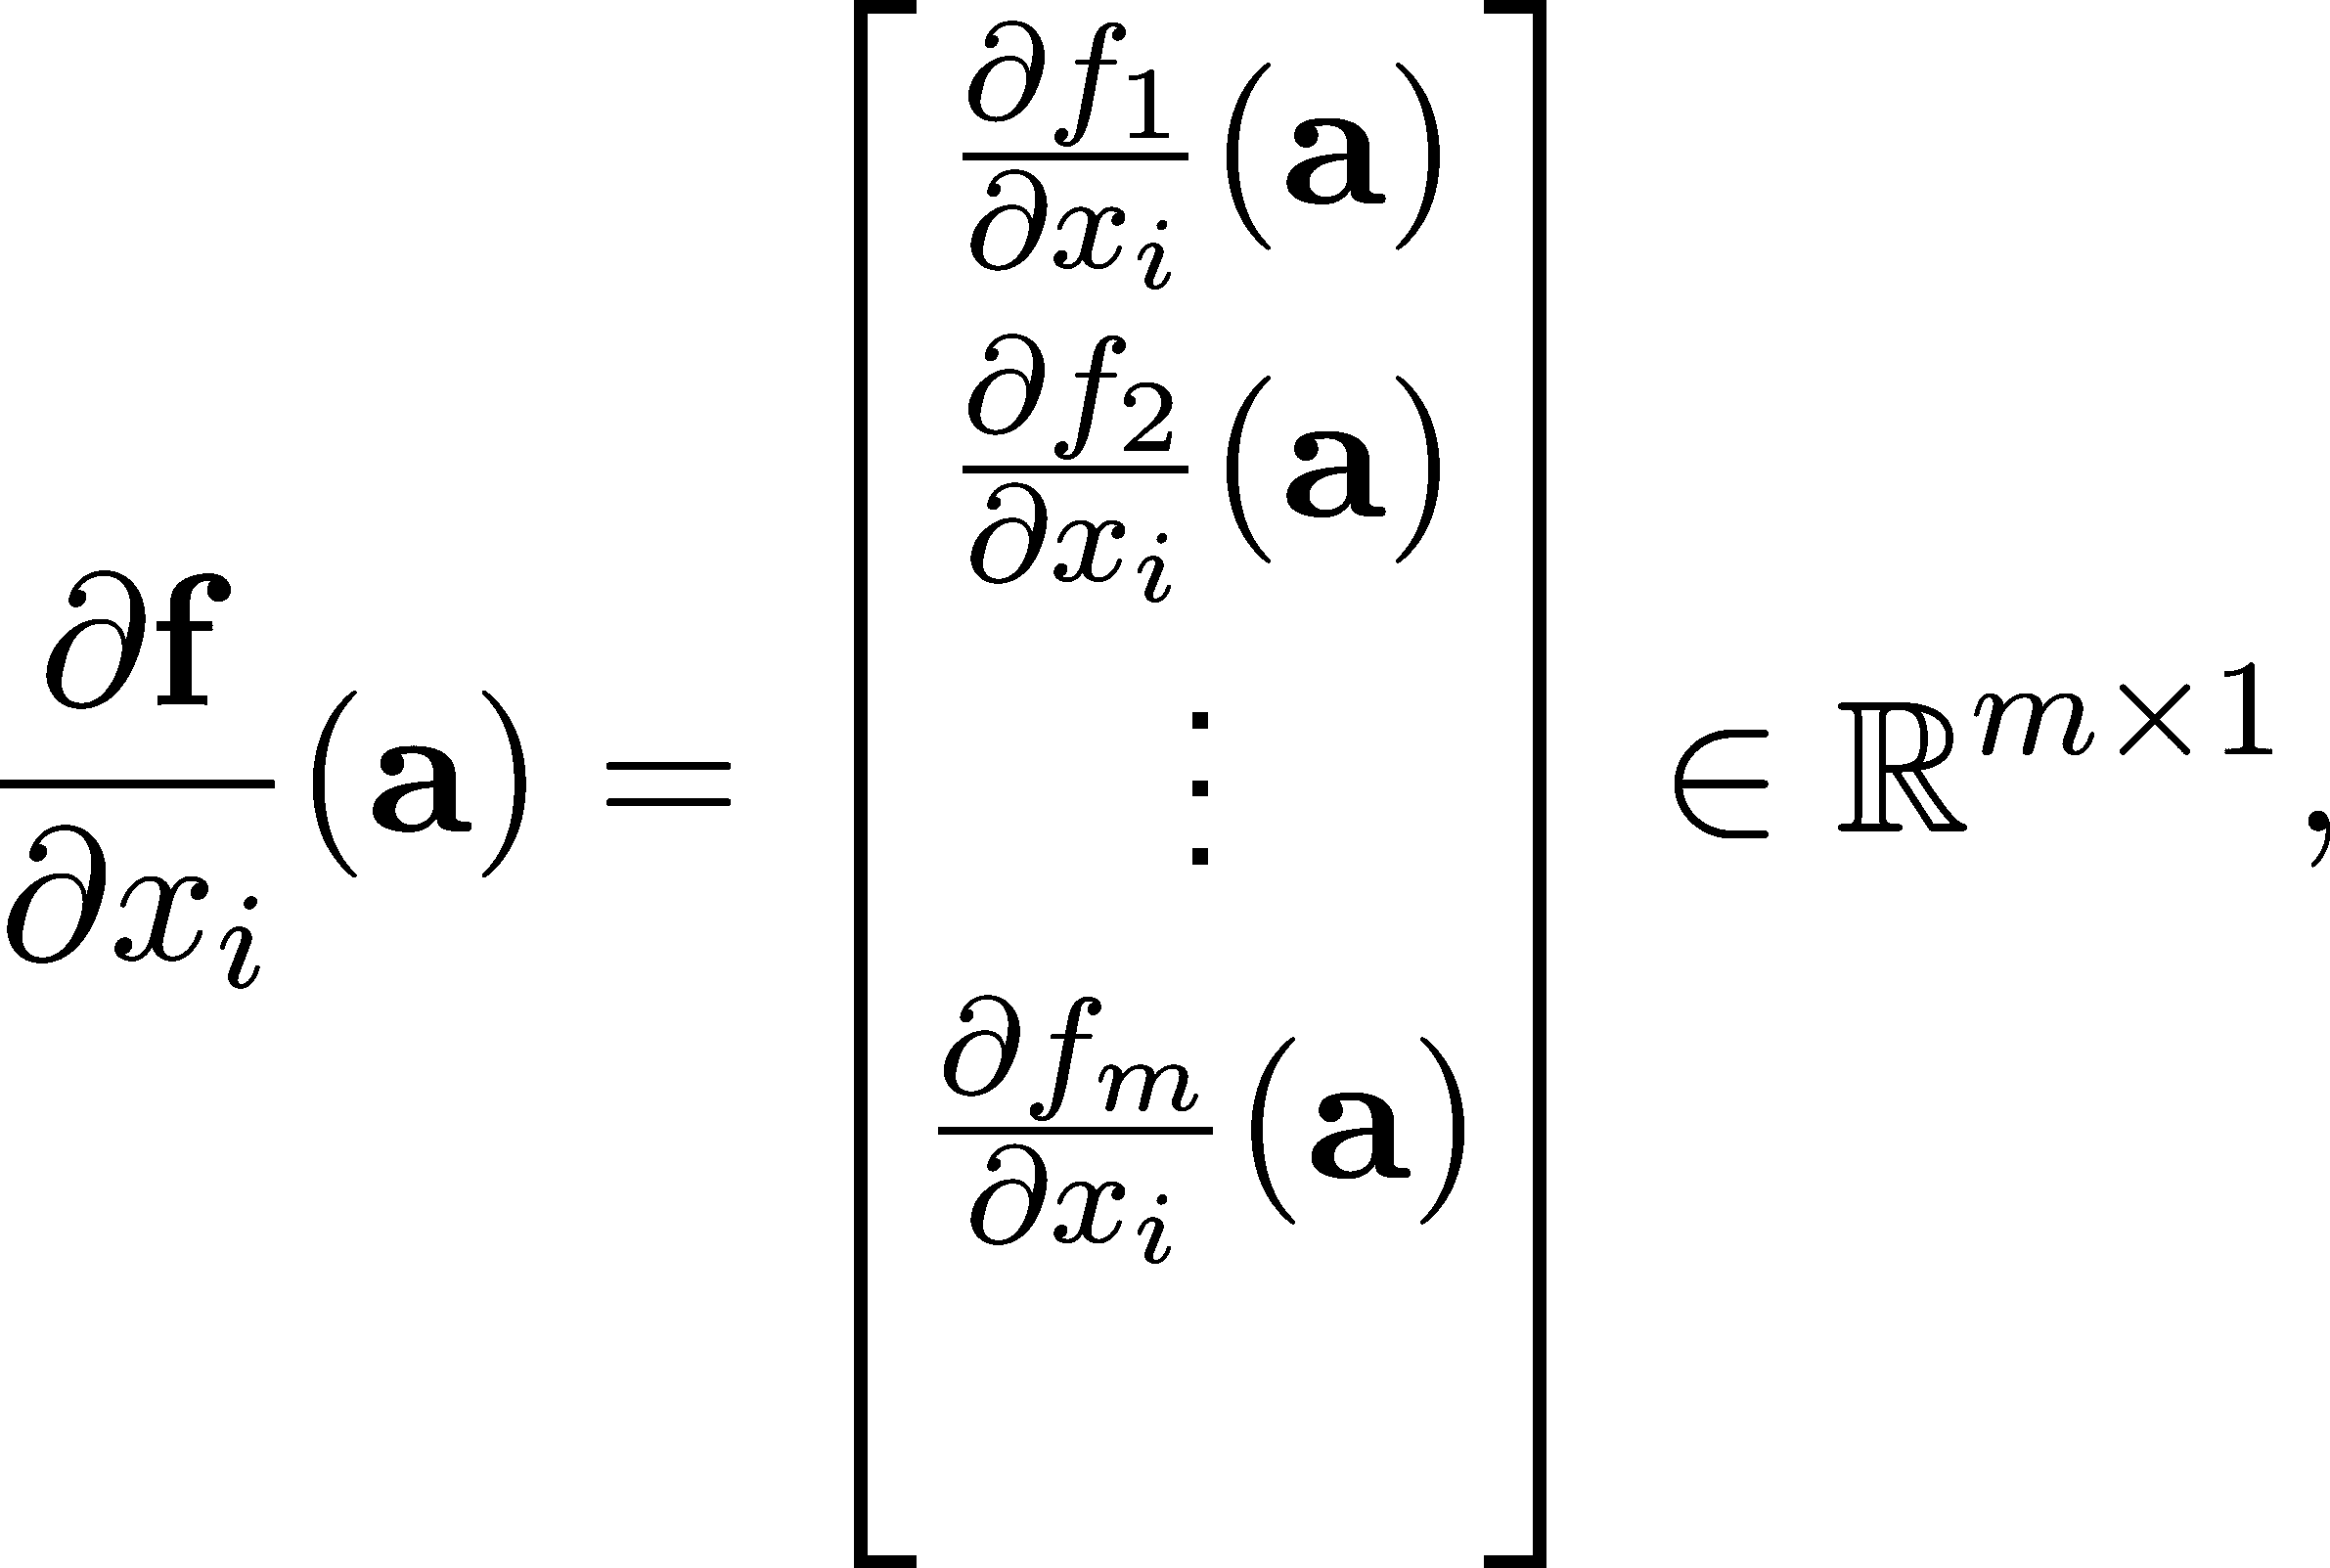 \frac{\partial \mathbf{f}}{\partial x_i}(\mathbf{a}) = \begin{bmatrix} \frac{\partial f_1}{\partial x_i}(\mathbf{a}) \\ \frac{\partial f_2}{\partial x_i}(\mathbf{a}) \\ \vdots \\ \frac{\partial f_m}{\partial x_i}(\mathbf{a}) \\ \\ \end{bmatrix} \in \mathbb{R}^{m \times 1},